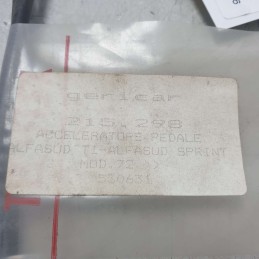 gericar
215.298
ACCELERATORE/PEDALE
ALFASUD TI-ALFASUD SPRINT
MOD.72
530631